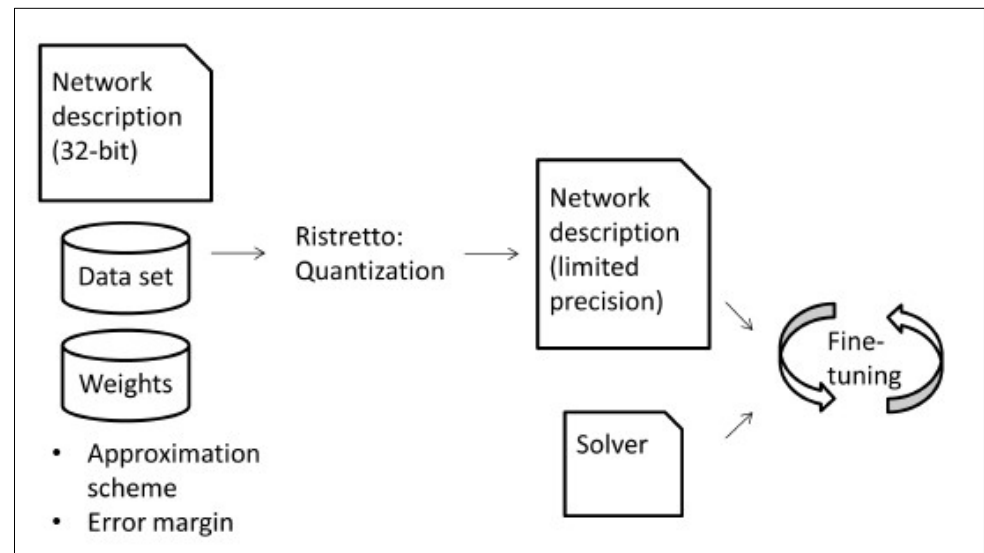 Network
description
(32-bit)
Data set
Weights
• Approximation
scheme
• Error margin
Ristretto:
Quantization
Network
description
(limited
precision)
Solver
Fine-
tuning